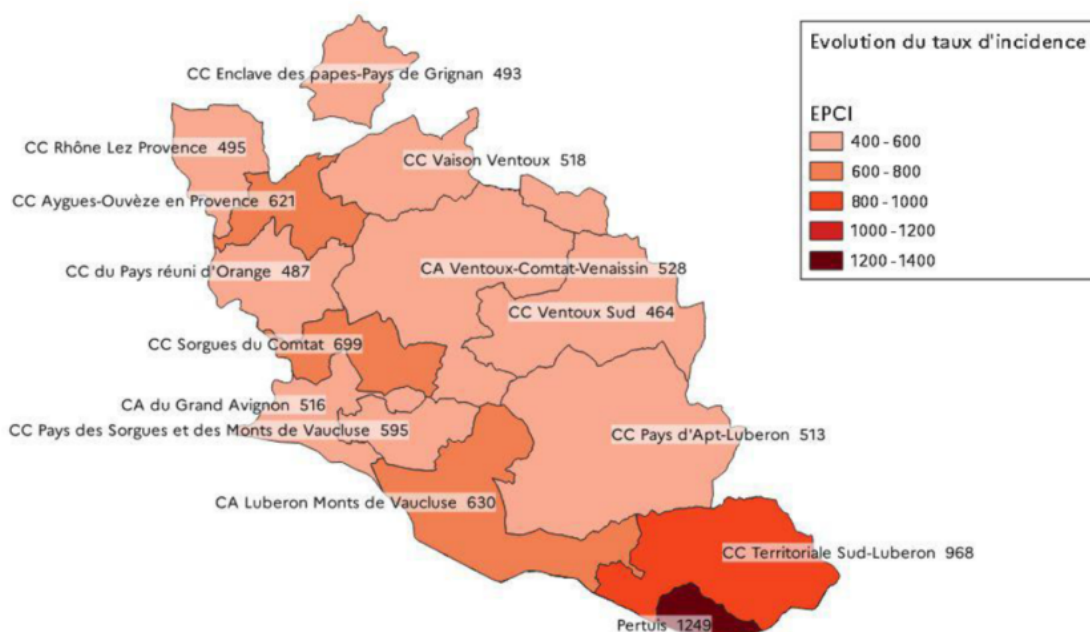 Evolution du taux d'incidence
EPCI
400 - 600
600 - 800
800 - 1000
1000 - 1200
1200 - 1400
CC Enclave des papes-Pays de Grignan 493
CC Rhône Lez Provence 495
CC Vaison Ventoux 518
CC Aygues-Ouvèze en Provence 621
CC du Pays réuni d'Orange 487
CA Ventoux-Comtat-Venaissin 528
CC Ventoux Sud 464
CC Sorgues du Comtat 699
CA du Grand Avignon 516
CC Pays des Sorgues et des Monts de Vaucluse 595
CC Pays d'Apt-Luberon 513
CA Luberon Monts de Vaucluse 630
CC Territoriale Sud-Luberon 968
Pertuis 1249